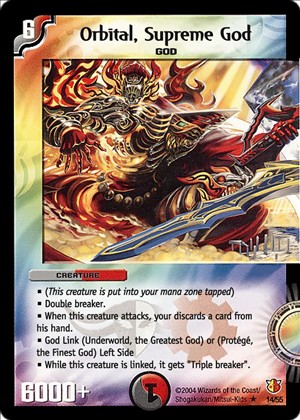 6
Orbital, Supreme God
GOD
CREATURE
▪ (This creature is put into your mana zone tapped)
▪ Double breaker.
▪ When this creature attacks, your discards a card from
his hand.
▪ God Link (Underworld, the Greatest God) or (Protégé,
the Finest God) Left Side
▪ While this creature is linked, it gets "Triple breaker".
6000+
1
©2004 Wizards of the Coast/
Shogakukan/Mitsui-Kids ★ 14/55